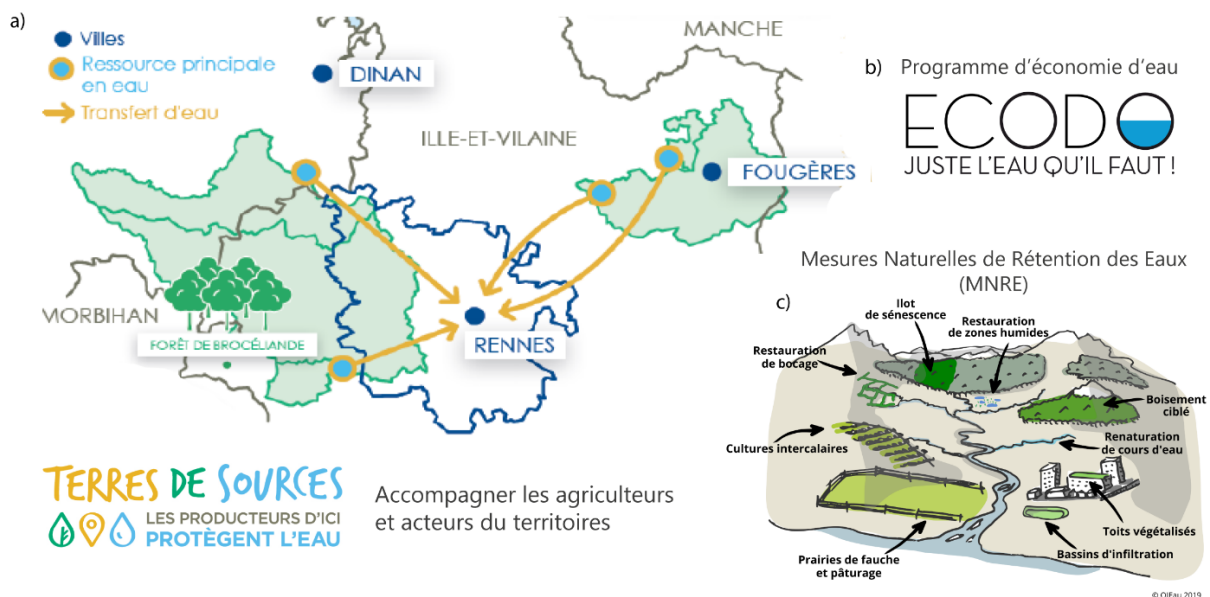 a)
Villes
Ressource principale
en eau
Transfert d'eau
DINAN
MANCHE
ILLE-ET-VILAINE
FOUGÈRES
MORBIHAN
FORÊT DE BROCÉLIANDE
RENNES
TERRES DE SOURCES
LES PRODUCTEURS D'ICI
PROTÈGENT L'EAU
Accompagner les agriculteurs
et acteurs du territoires
b)
Programme d'économie d'eau
ECODO
JUSTE L'EAU QU'IL FAUT !
Mesures Naturelles de Rétention des Eaux
(MNRE)
c)
Ilot
de sénescence
Restauration
de zones humides
Restauration
de bocage
Boisement
ciblé
Cultures intercalaires
Renaturation
de cours d'eau
Toits végétalisés
Bassins d'infiltration
Prairies de fauche
et pâturage
© OIEau 2019